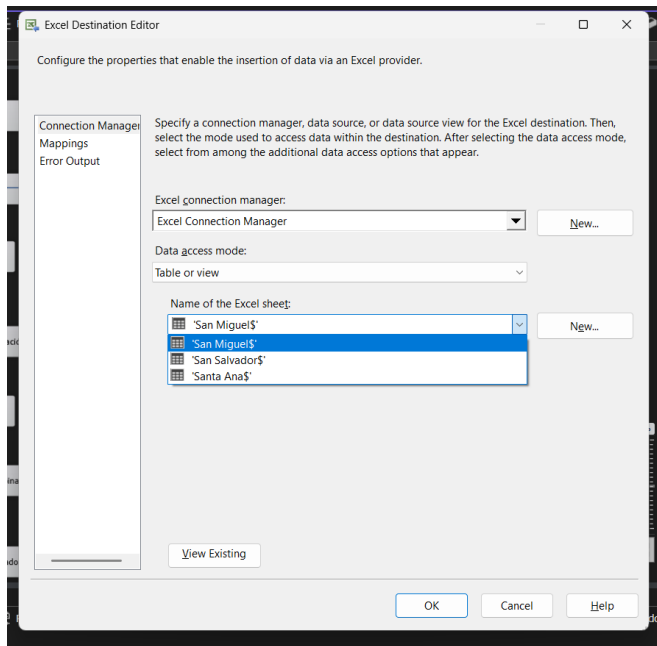 Excel Destination Editor
Configure the properties that enable the insertion of data via an Excel provider.
Connection Manager
Mappings
Error Output
Specify a connection manager, data source, or data source view for the Excel destination. Then,
select the mode used to access data within the destination. After selecting the data access mode,
select from among the additional data access options that appear.
Excel connection manager:
Excel Connection Manager
New...
Data access mode:
Table or view
Name of the Excel sheet:
'San Miguel$'
New...
'San Miguel$'
'San Salvador$'
'Santa Ana$'
View Existing
OK
Cancel
Help